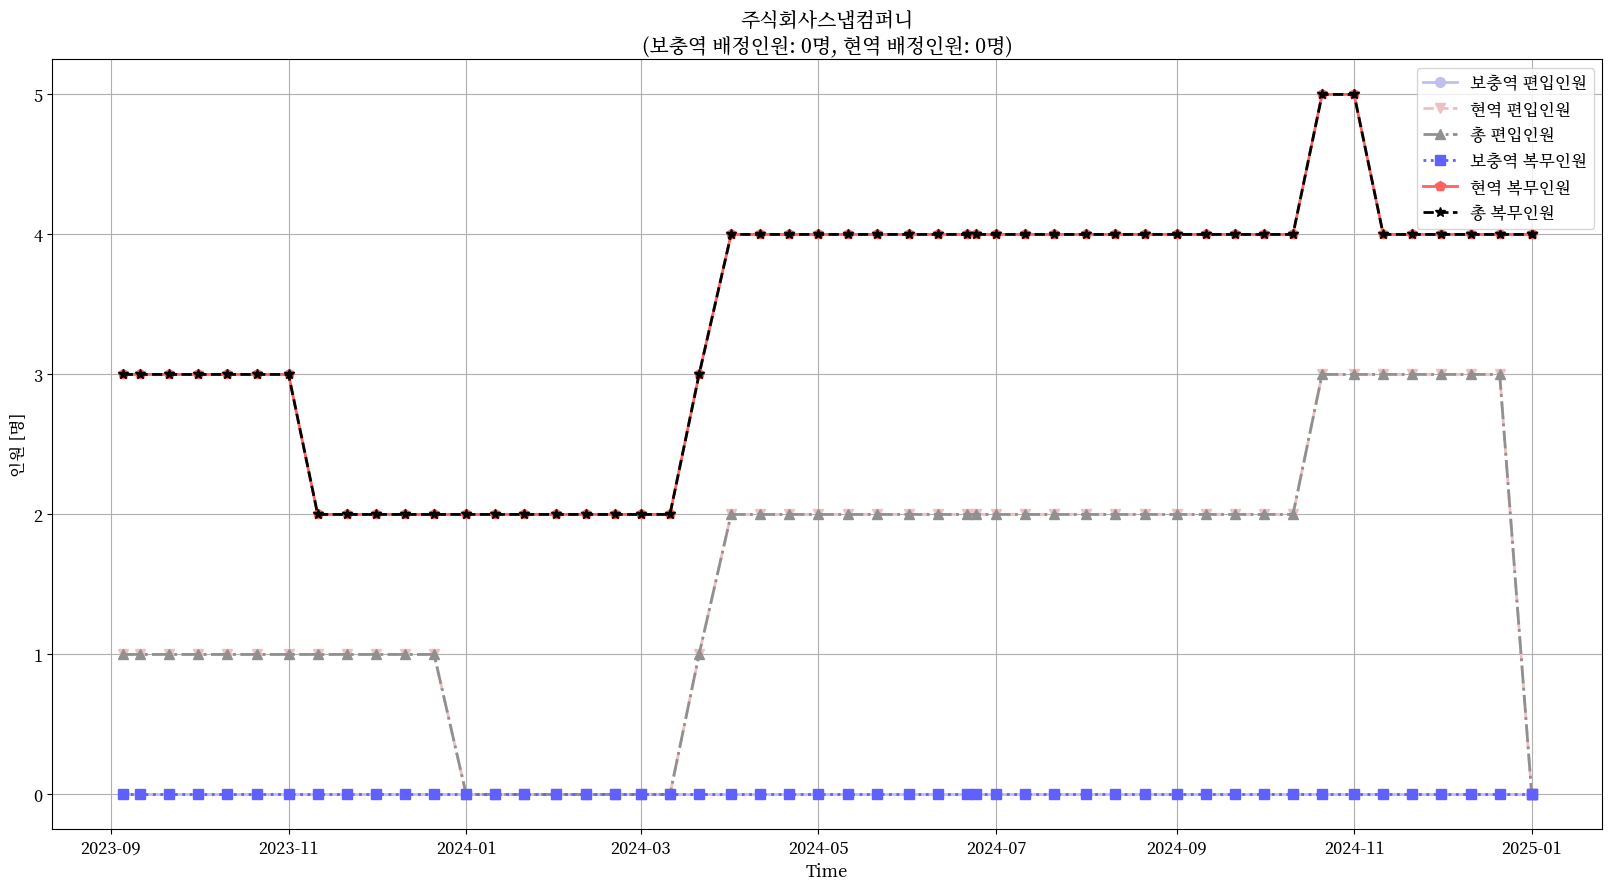 주식회사스냅컴퍼니
(보충역 배정인원: 0명, 현역 배정인원: 0명)
보충역 편입인원
현역 편입인원
총 편입인원
보충역 복무인원
현역 복무인원
총 복무인원
인원 [명]
5
4
3
2
1
0
2023-09
2023-11
2024-01
2024-03
2024-05
2024-07
2024-09
2024-11
2025-01
Time